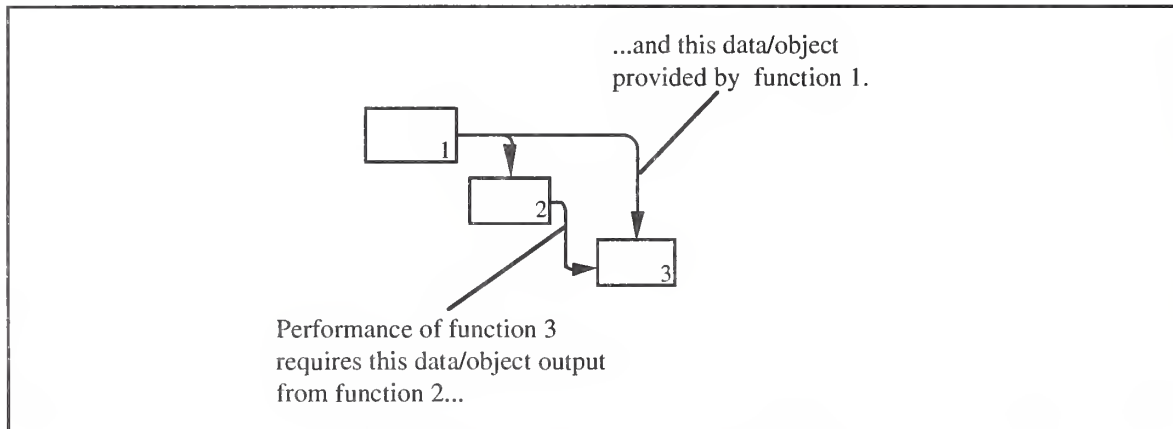 ...and this data/object
provided by function 1.
1
2
3
Performance of function 3
requires this data/object output
from function 2...